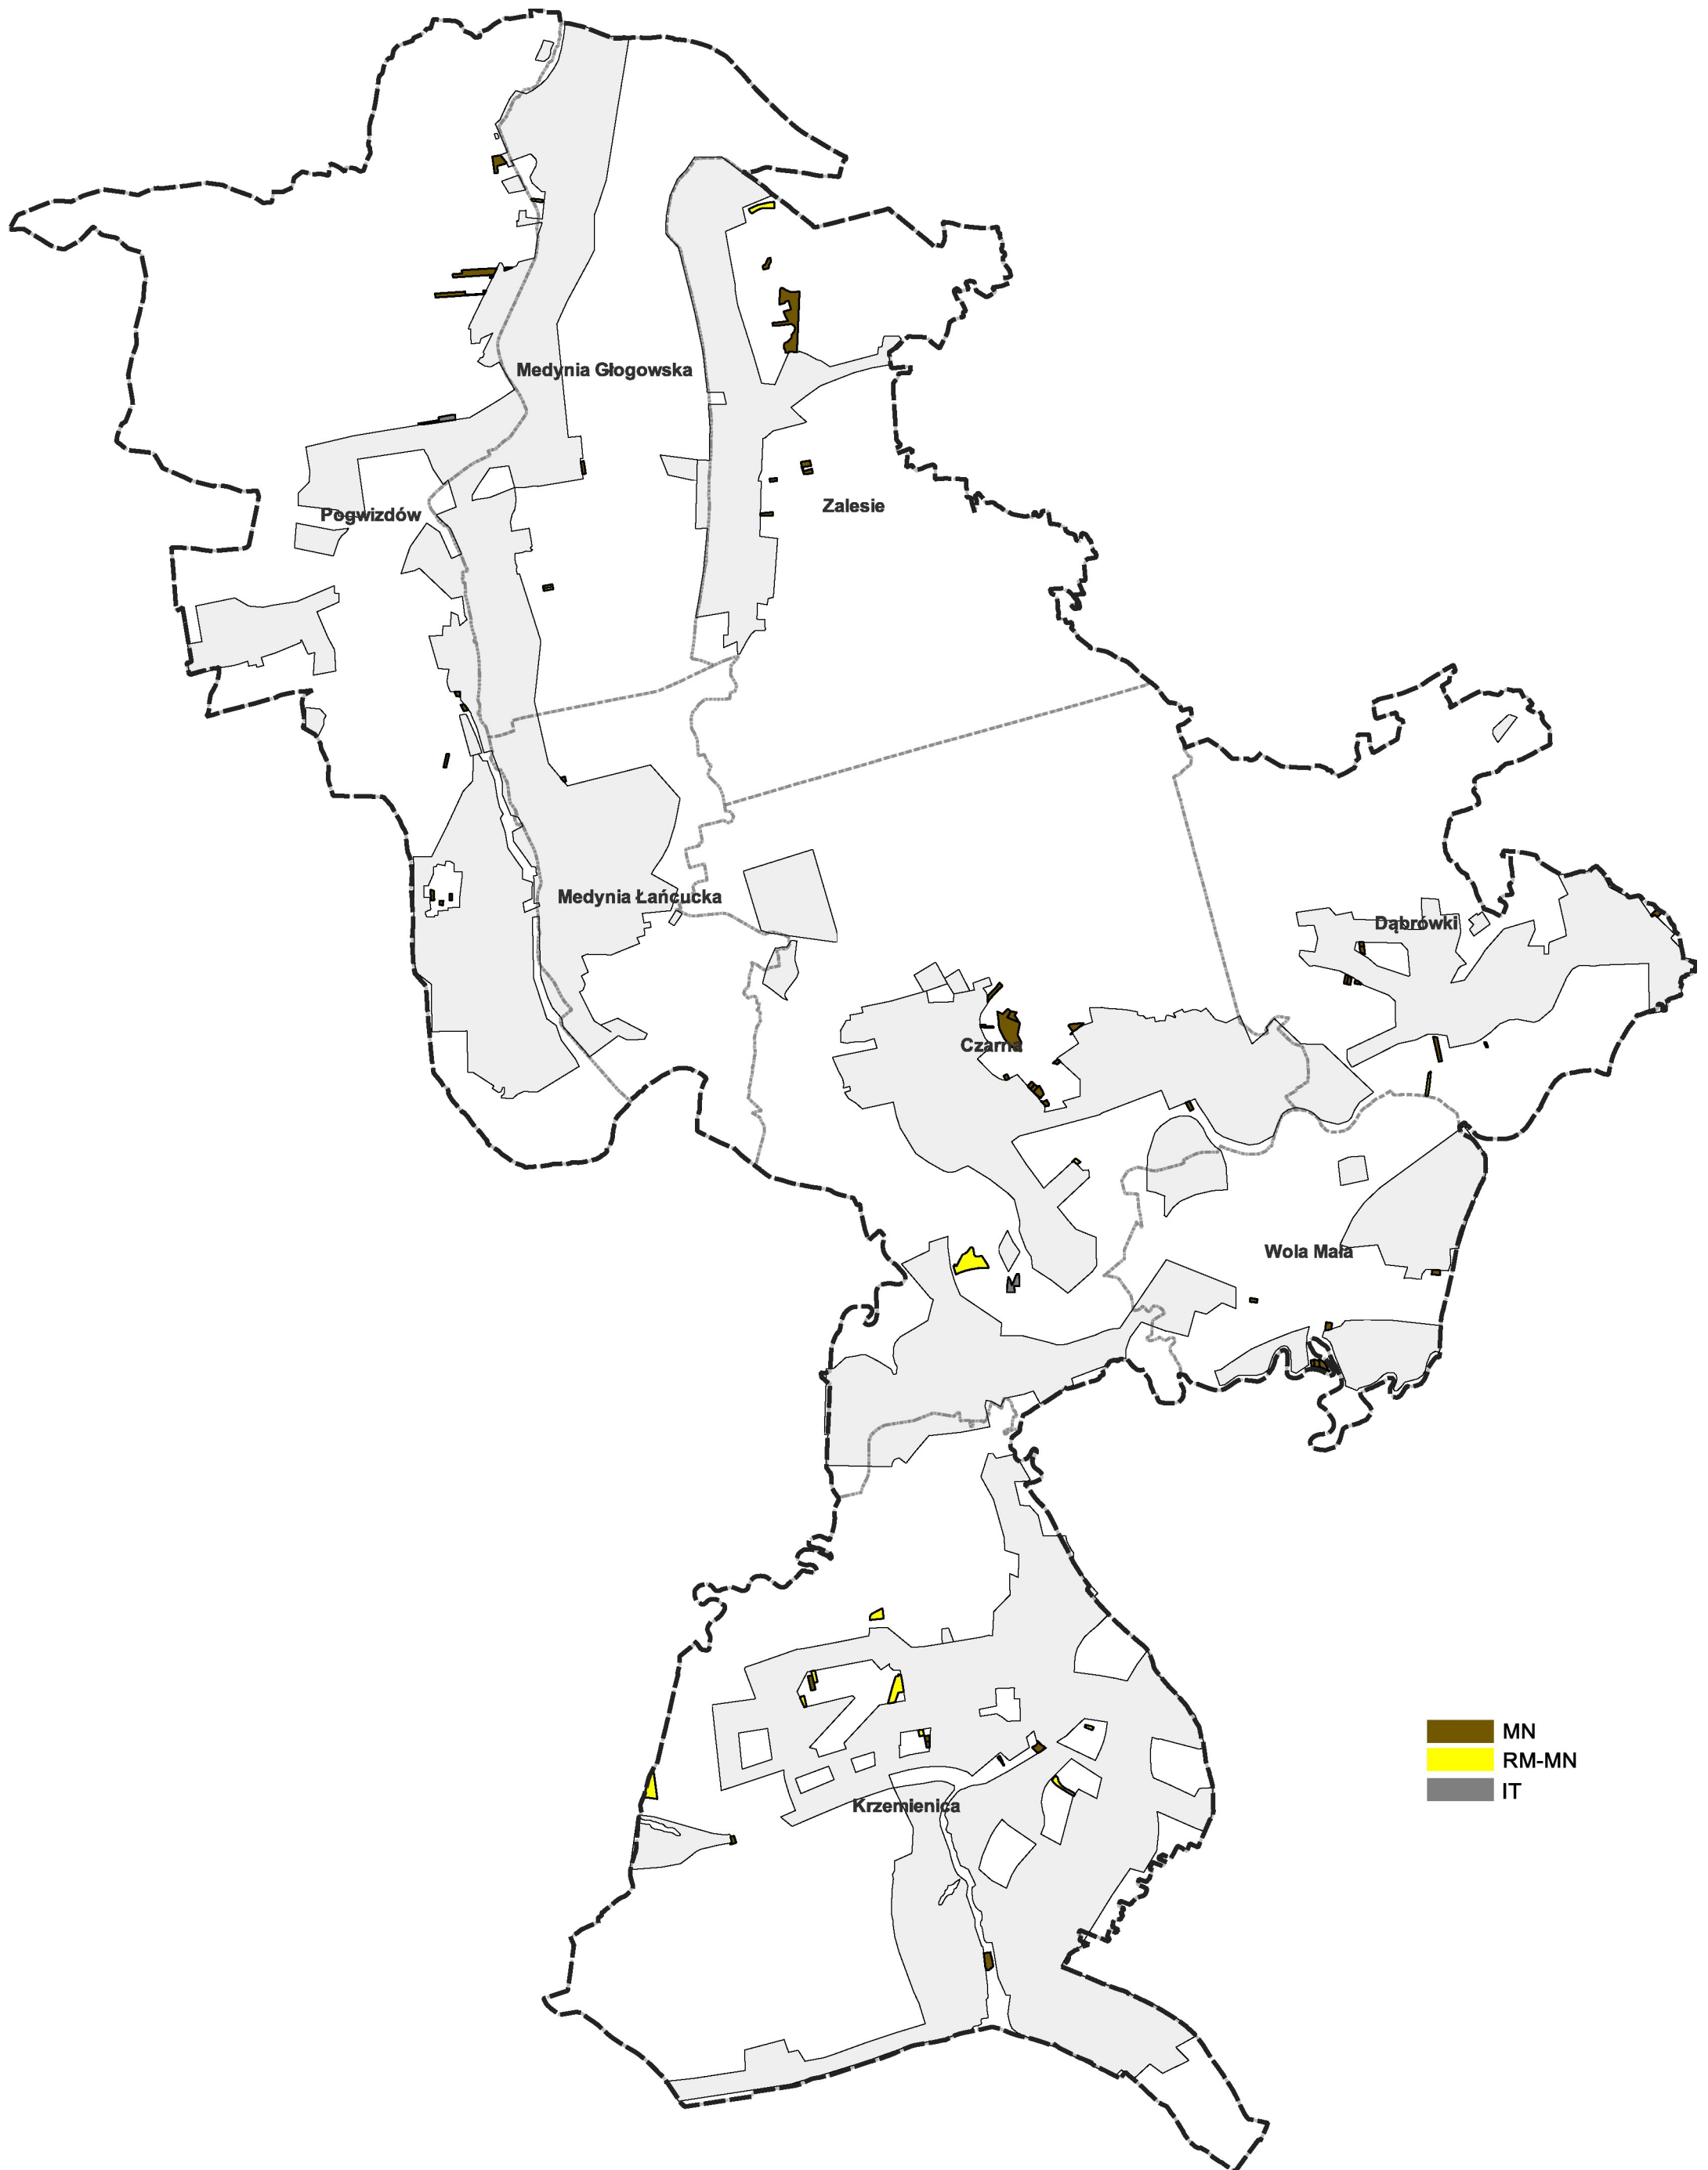 Medynia Głogowska
Zalesie
Pogwizdów
Medynia Łańcucka
Dąbrówki
Czarna
Wola Mała
MN
RM-MN
IT
Krzemienica